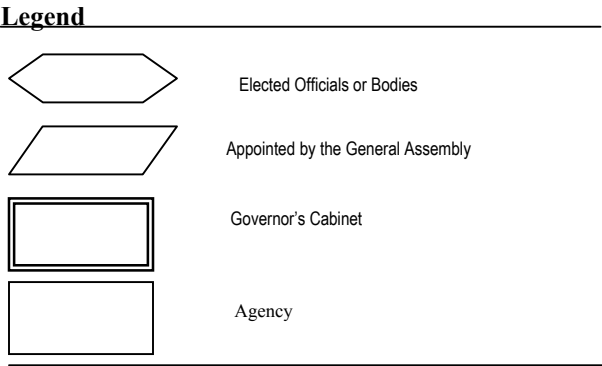 Legend
Elected Officials or Bodies
Appointed by the General Assembly
Governor’s Cabinet
Agency